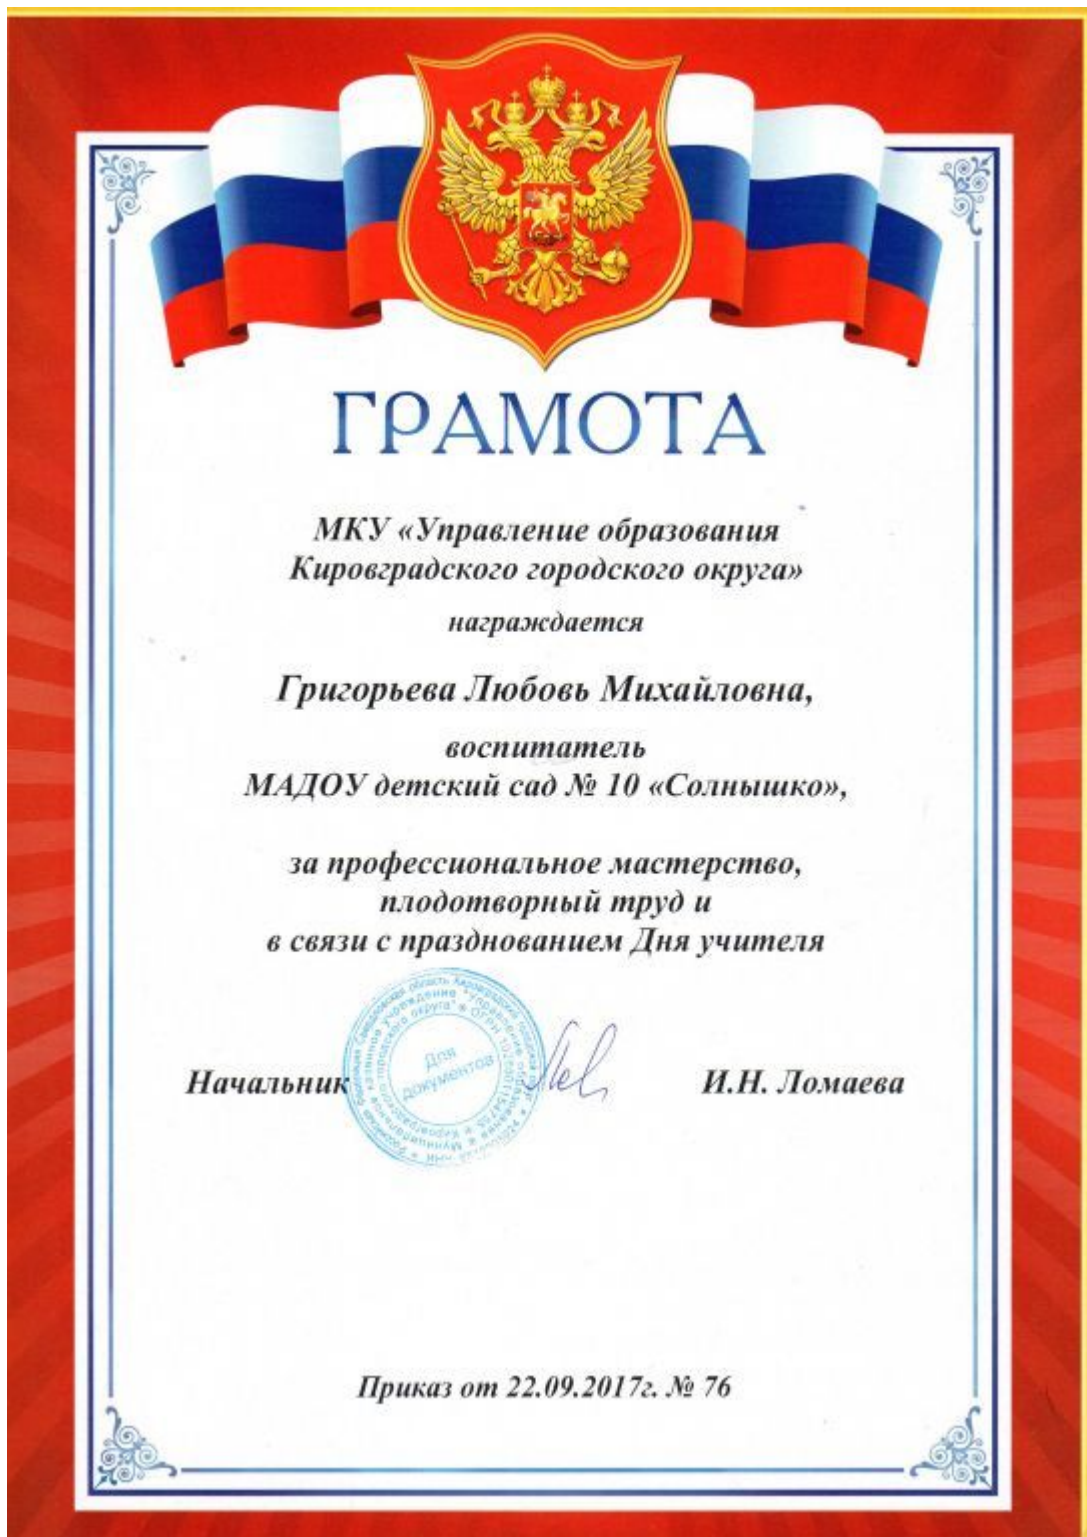 ГРАМОТА
МКУ «Управление образования
Кировградского городского округа»
награждается
Григорьева Любовь Михайловна,
воспитатель
МАДОУ детский сад № 10 «Солнышко»,
за профессиональное мастерство,
плодотворный труд и
в связи с празднованием Дня учителя
Для
документов
Начальник
И.Н. Ломаева
Приказ от 22.09.2017г. № 76